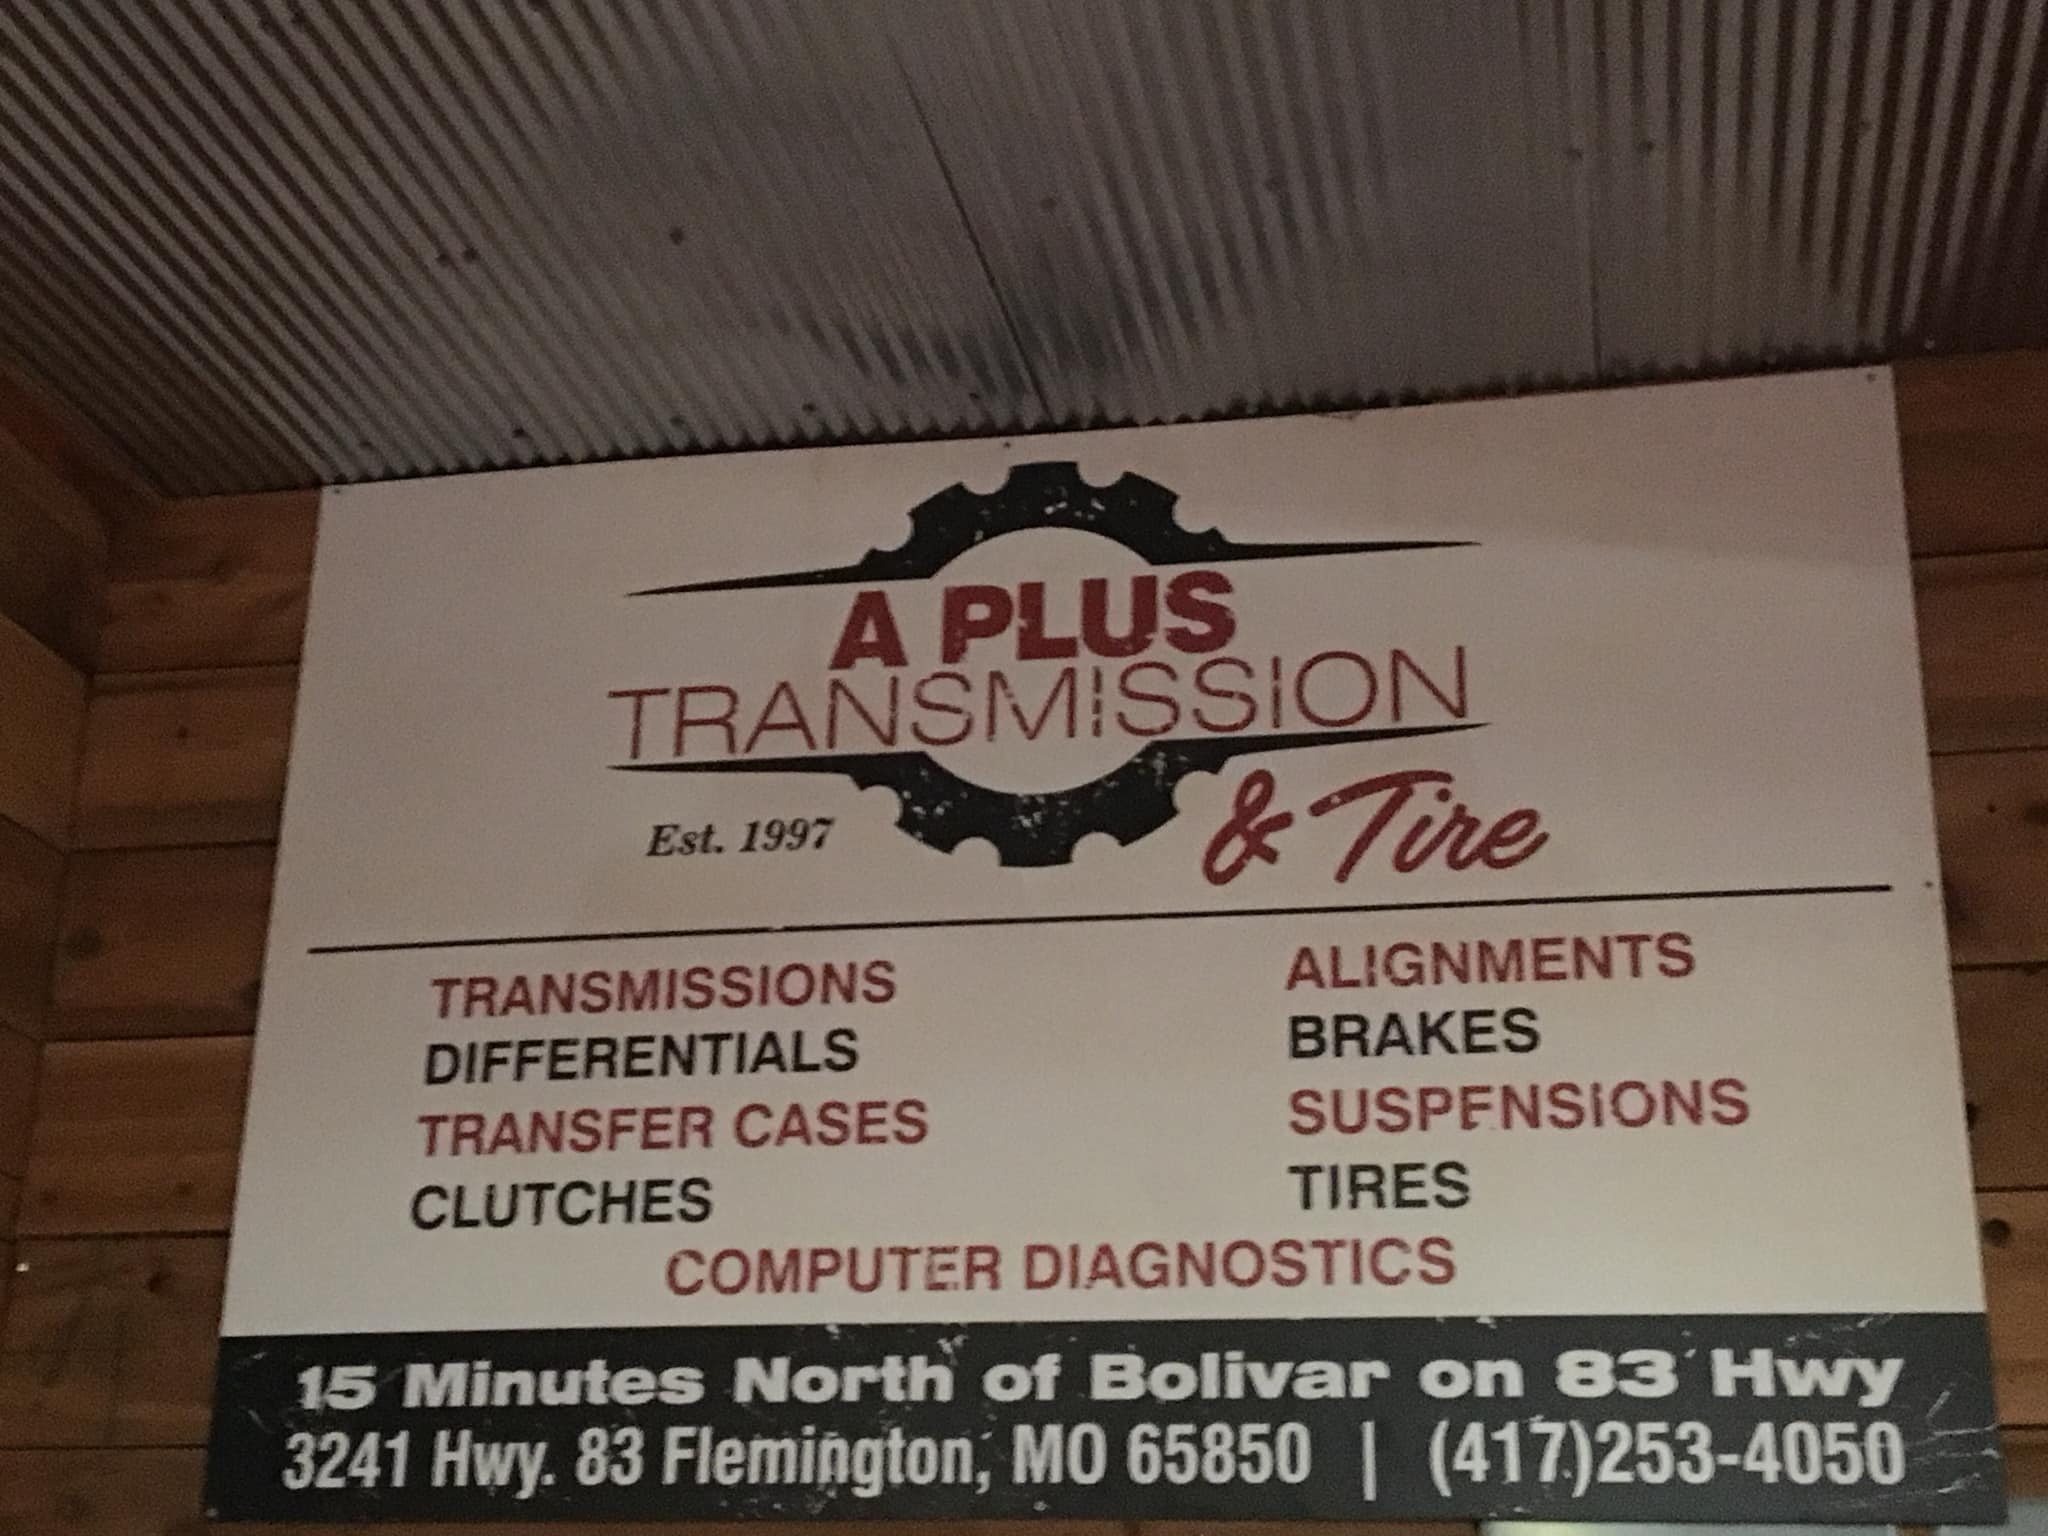 A PLUS
TRANSMISSION
& Tire
Est. 1997
TRANSMISSIONS
DIFFERENTIALS
TRANSFER CASES
CLUTCHES
ALIGNMENTS
BRAKES
SUSPENSIONS
TIRES
COMPUTER DIAGNOSTICS
15 Minutes North of Bolivar on 83 Hwy
3241 Hwy. 83 Flemington, MO 65850 | (417)253-4050